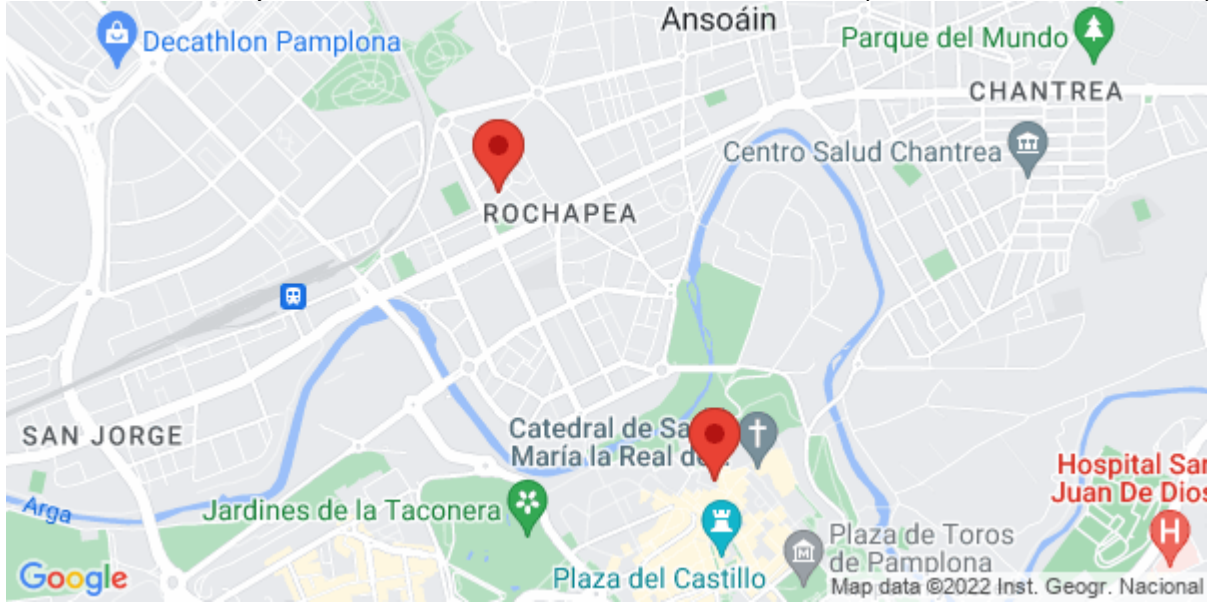 Ansoáin
Decathlon Pamplona
Parque del Mundo
CHANTREA
Centro Salud Chantrea
ROCHAPEA
SAN JORGE
Catedral de Sa
María la Real de
Hospital San
Juan De Dios
Arga
Jardines de la Taconera
H
Plaza de Toros
de Pamplona
M
Plaza del Castillo
Google
Map data ©2022 Inst. Geogr. Nacional